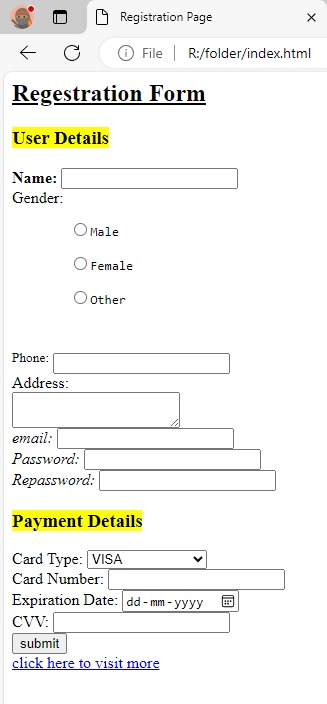 Registration Page
File R:/folder/index.html
Regestration Form
User Details
Name:
Gender:
Male
Female
Other
Phone:
Address:
email:
Password:
Repassword:
Payment Details
Card Type: VISA
Card Number:
Expiration Date: dd-mm-yyyy
CVV:
submit
click here to visit more